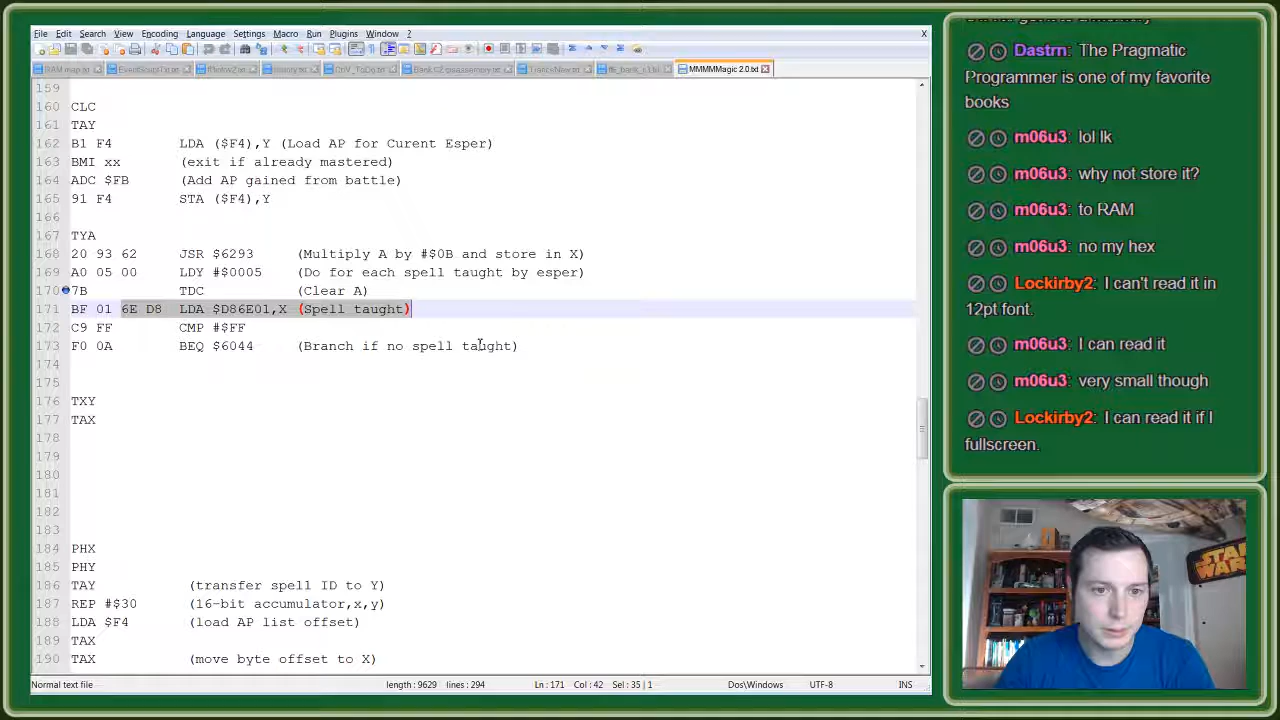 File Edit Search View Encoding Language Settings Macro Run Plugins Window ? X
RAM map.txt
MMMMMagic 2.0.txt
159
160 CLC
161 TAY
162 B1 F4 LDA ($F4),Y (Load AP for Curent Esper)
163 BMI xx (exit if already mastered)
164 ADC $FB (Add AP gained from battle)
165 91 F4 STA ($F4),Y
166
167 TYA
168 20 93 62 JSR $6293 (Multiply A by #$0B and store in X)
169 A0 05 00 LDY #$0005 (Do for each spell taught by esper)
170 7B TDC (Clear A)
171 BF 01 6E D8 LDA $D86E01,X (Spell taught)
172 C9 FF CMP #$FF
173 F0 0A BEQ $6044 (Branch if no spell taught)
174
175
176 TXY
177 TAX
178
179
180
181
182
183
184 PHX
185 PHY
186 TAY (transfer spell ID to Y)
187 REP #$30 (16-bit accumulator,x,y)
188 LDA $F4 (load AP list offset)
189 TAX
190 TAX (move byte offset to X)
Normal text file length : 9629 lines : 294 Ln : 171 Col : 42 Sel : 35 | 1 Dos\Windows UTF-8 INS
Dastrn: The Pragmatic
Programmer is one of my favorite
books
m06u3: lol Ik
m06u3: why not store it?
m06u3: to RAM
m06u3: no my hex
Lockirby2: I can't read it in
12pt font.
m06u3: I can read it
m06u3: very small though
Lockirby2: I can read it if I
fullscreen.
STAR
WARS